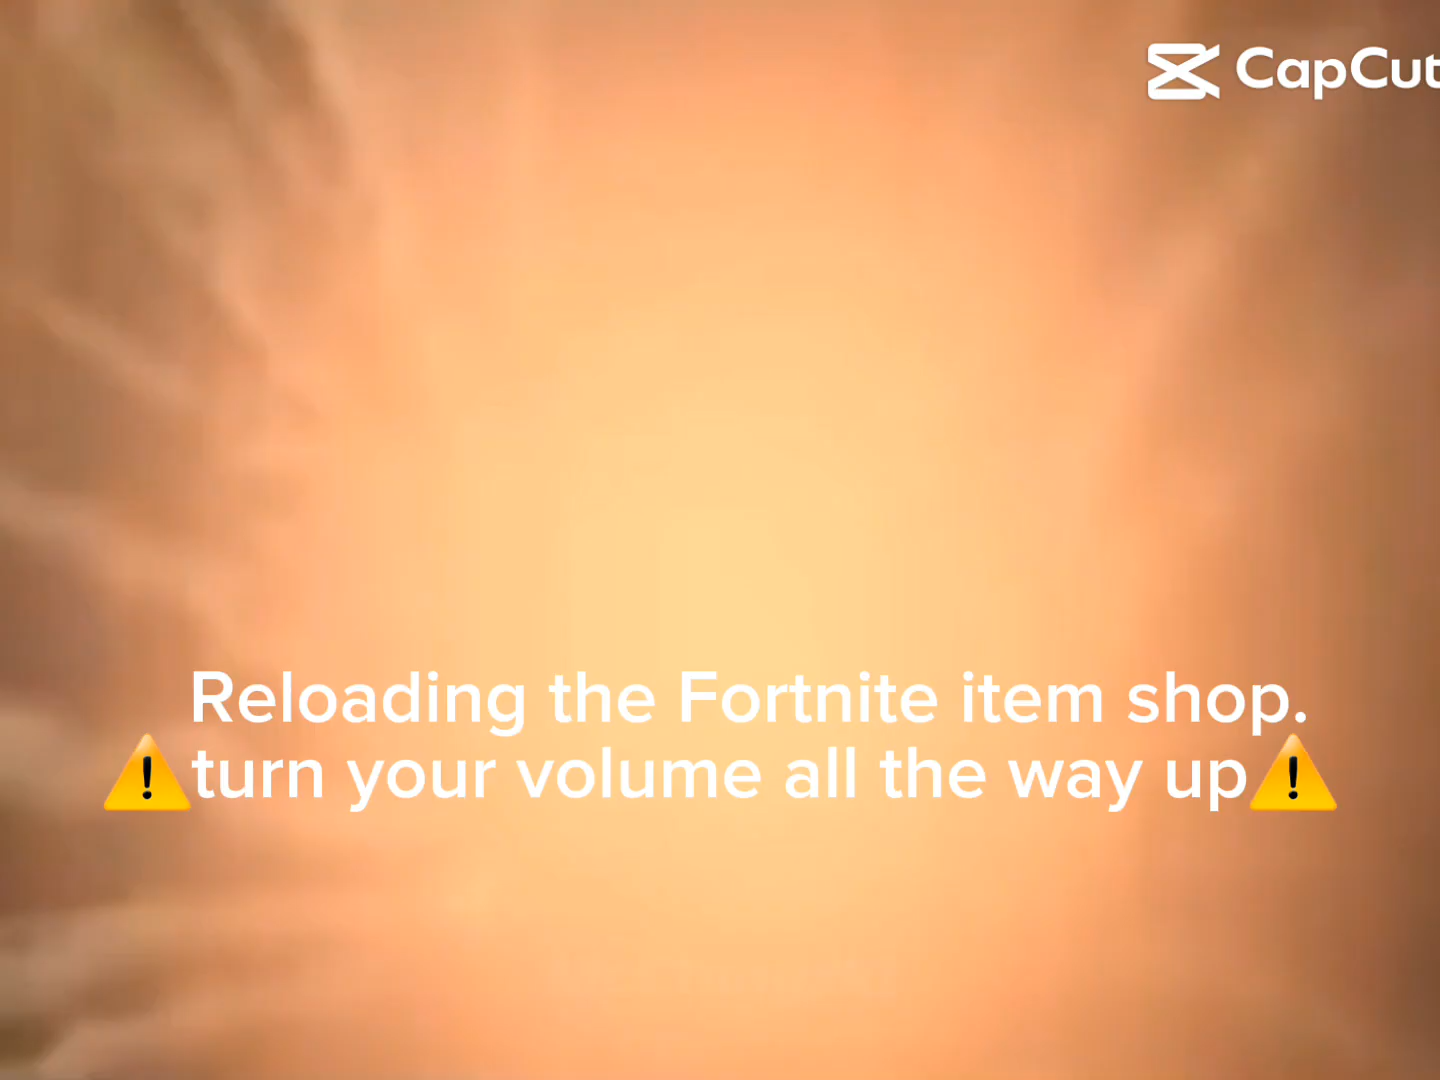 CapCut
Reloading the Fortnite item shop.
⚠️turn your volume all the way up⚠️